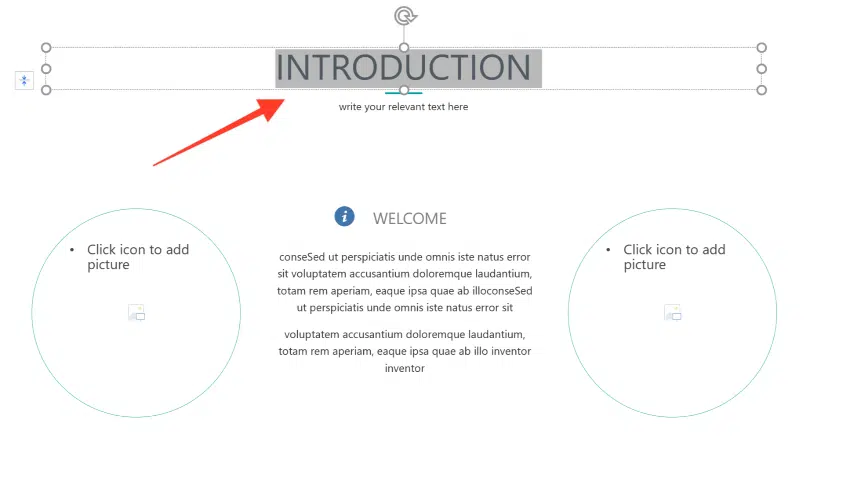 INTRODUCTION
write your relevant text here
i WELCOME
• Click icon to add
picture
conseSed ut perspiciatis unde omnis iste natus error
sit voluptatem accusantium doloremque laudantium,
totam rem aperiam, eaque ipsa quae ab illoconseSed
ut perspiciatis unde omnis iste natus error sit
voluptatem accusantium doloremque laudantium,
totam rem aperiam, eaque ipsa quae ab illo inventor
inventor
• Click icon to add
picture